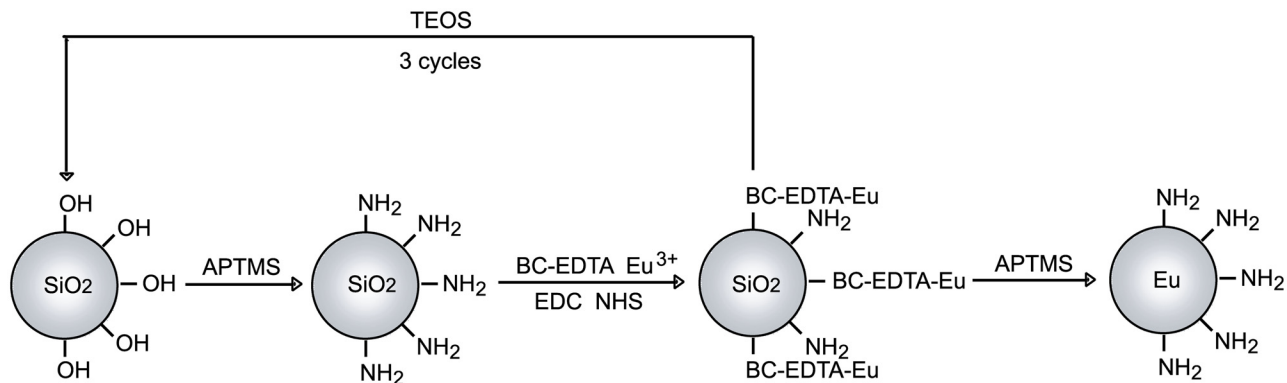 TEOS
3 cycles
OH
OH
SiO2
OH
OH
OH
APTMS
NH2
NH2
SiO2
NH2
NH2
NH2
BC-EDTA Eu3+
EDC NHS
BC-EDTA-Eu
NH2
SiO2
BC-EDTA-Eu
NH2
BC-EDTA-Eu
APTMS
NH2
NH2
Eu
NH2
NH2
NH2